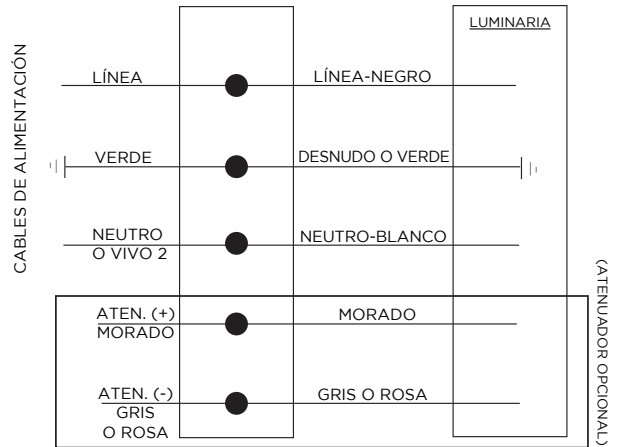 LUMINARIA
CABLES DE ALIMENTACIÓN
LÍNEA
LÍNEA-NEGRO
VERDE
DESNUDO O VERDE
NEUTRO
O VIVO 2
NEUTRO-BLANCO
ATEN. (+)
MORADO
MORADO
ATEN. (-)
GRIS
O ROSA
GRIS O ROSA
(ATENUADOR OPCIONAL)